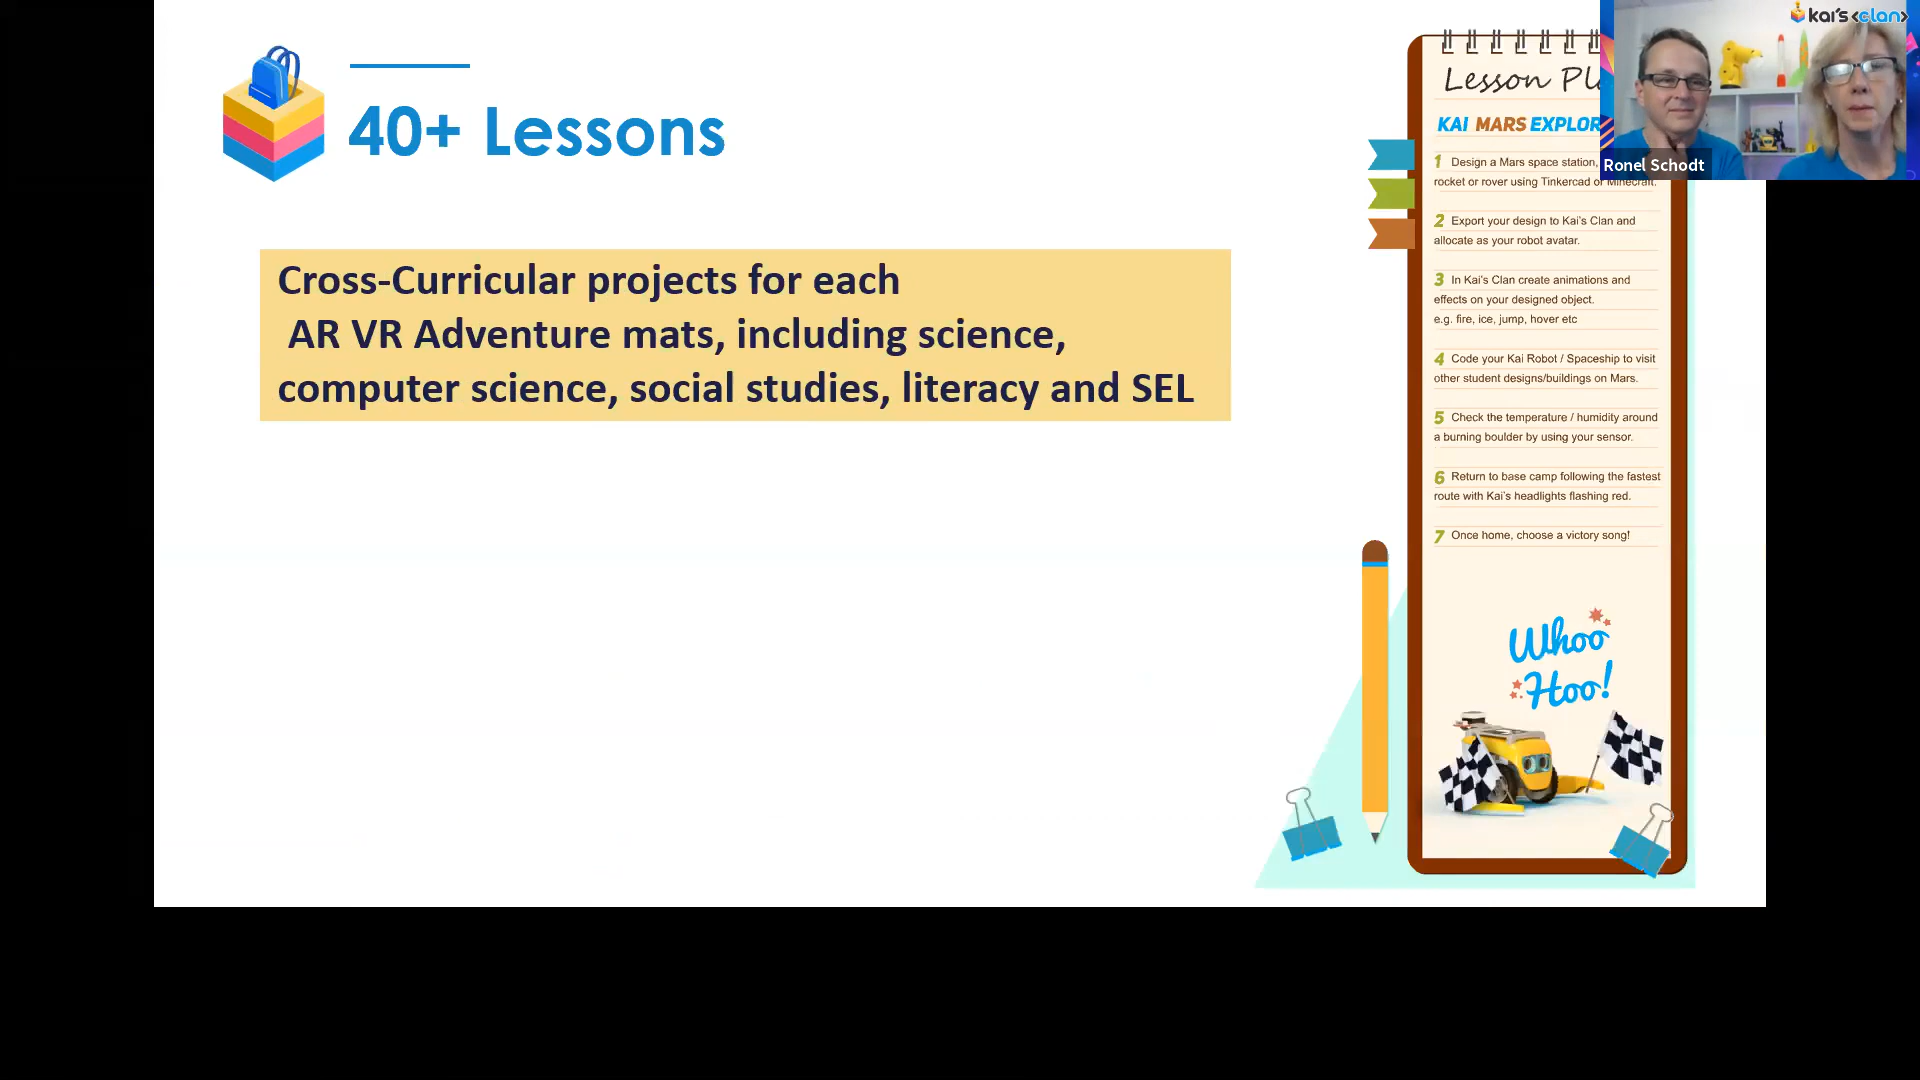 40+ Lessons
Cross-Curricular projects for each
AR VR Adventure mats, including science,
computer science, social studies, literacy and SEL
Lesson
KAI MARS
1 Design a Mars space station,
rocket or rover using Tinkercad or Minecraft.
2 Export your design to Kai's Clan and
allocate as your robot avatar.
3 In Kai's Clan create animations and
effects on your designed object.
e.g. fire, ice, jump, hover etc
4 Code your Kai Robot / Spaceship to visit
other student designs/buildings on Mars.
5 Check the temperature / humidity around
a burning boulder by using your sensor.
6 Return to base camp following the fastest
route with Kai's headlights flashing red.
7 Once home, choose a victory song!
Whoo
Hoo!
kai's <clan>
Ronel Schodt